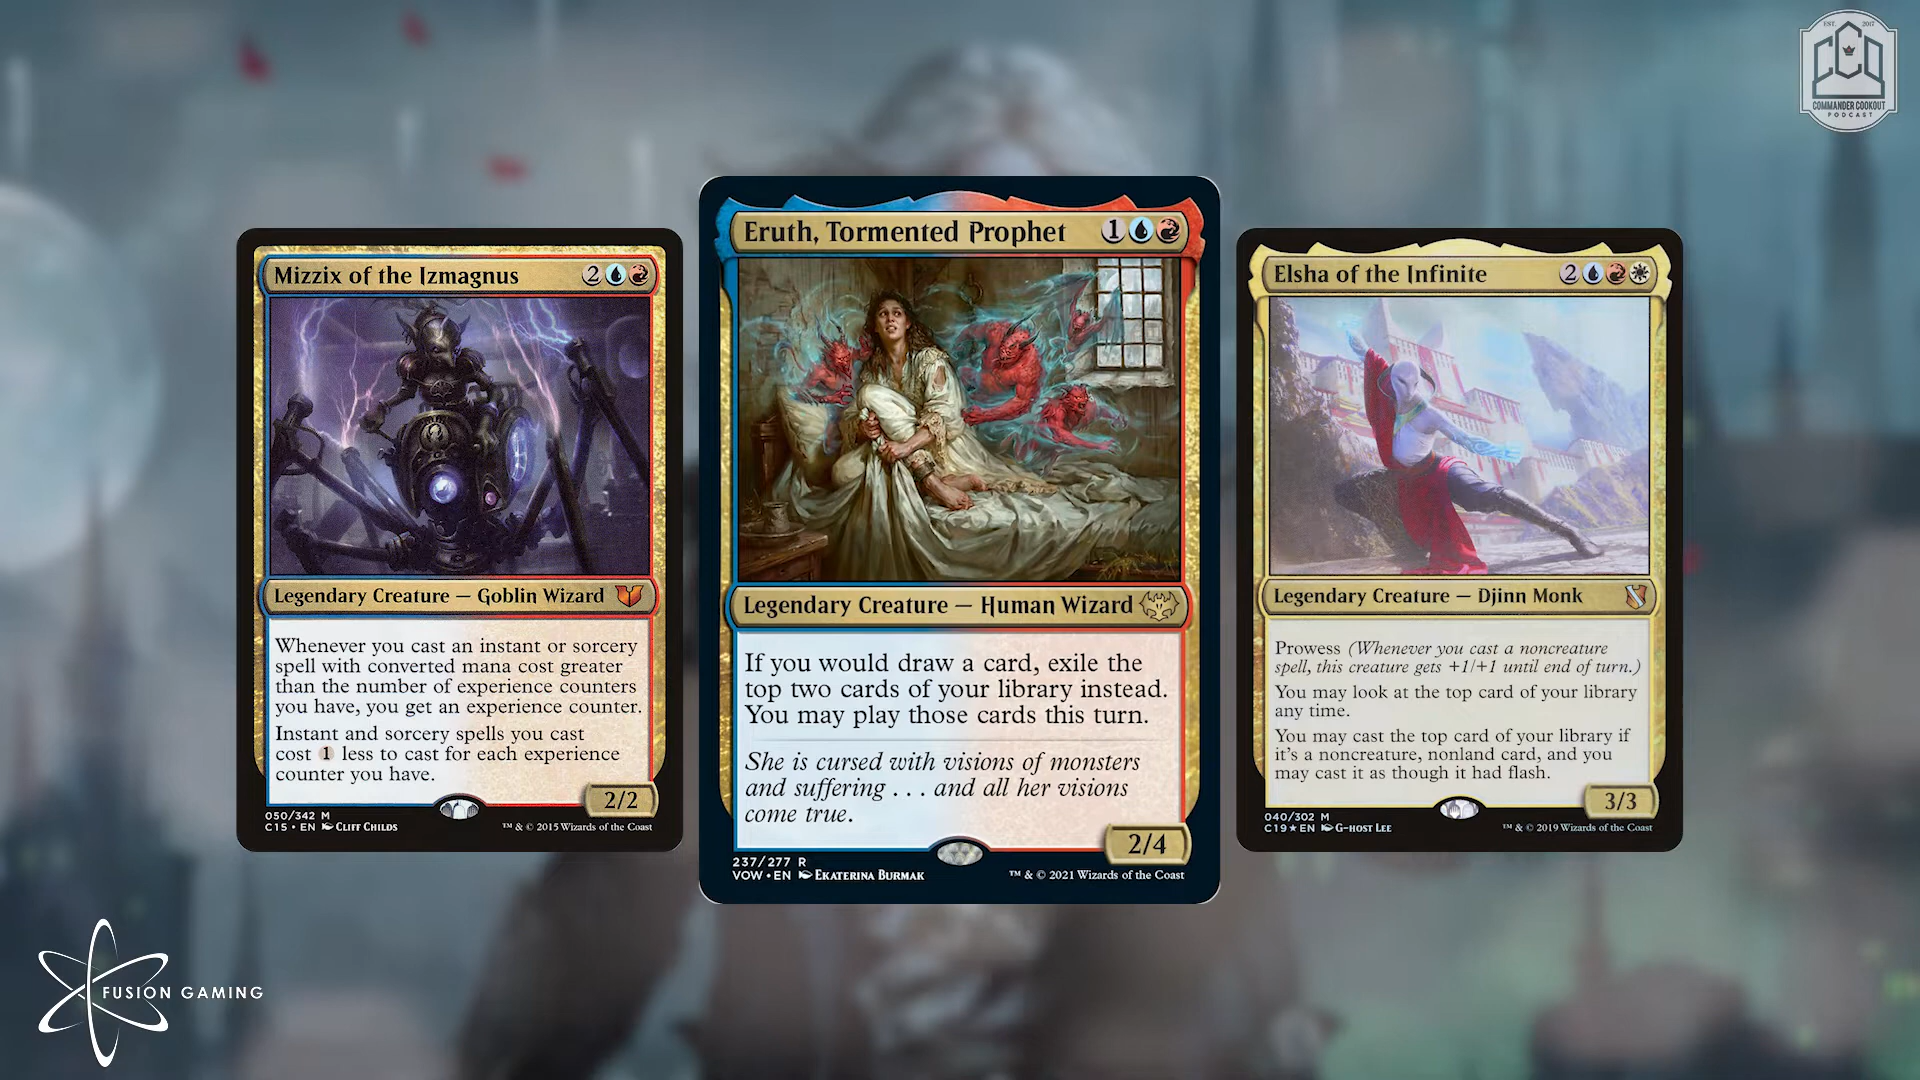 EST. 2017
CCO
COMMANDER COOKOUT
PODCAST
Mizzix of the Izmagnus 2
Legendary Creature — Goblin Wizard
Whenever you cast an instant or sorcery
spell with converted mana cost greater
than the number of experience counters
you have, you get an experience counter.
Instant and sorcery spells you cast
cost 1 less to cast for each experience
counter you have.
2/2
050/342 M
C15 • EN CLIFF CHILDS
™ & © 2015 Wizards of the Coast
Eruth, Tormented Prophet 1
Legendary Creature — Human Wizard
If you would draw a card, exile the
top two cards of your library instead.
You may play those cards this turn.
She is cursed with visions of monsters
and suffering . . . and all her visions
come true.
2/4
237/277 R
VOW • EN EKATERINA BURMAK
™ & © 2021 Wizards of the Coast
Elsha of the Infinite 2
Legendary Creature — Djinn Monk
Prowess (Whenever you cast a noncreature
spell, this creature gets +1/+1 until end of turn.)
You may look at the top card of your library
any time.
You may cast the top card of your library if
it's a noncreature, nonland card, and you
may cast it as though it had flash.
3/3
040/302 M
C19★EN G-HOST LEE
™ & © 2019 Wizards of the Coast
FUSION GAMING